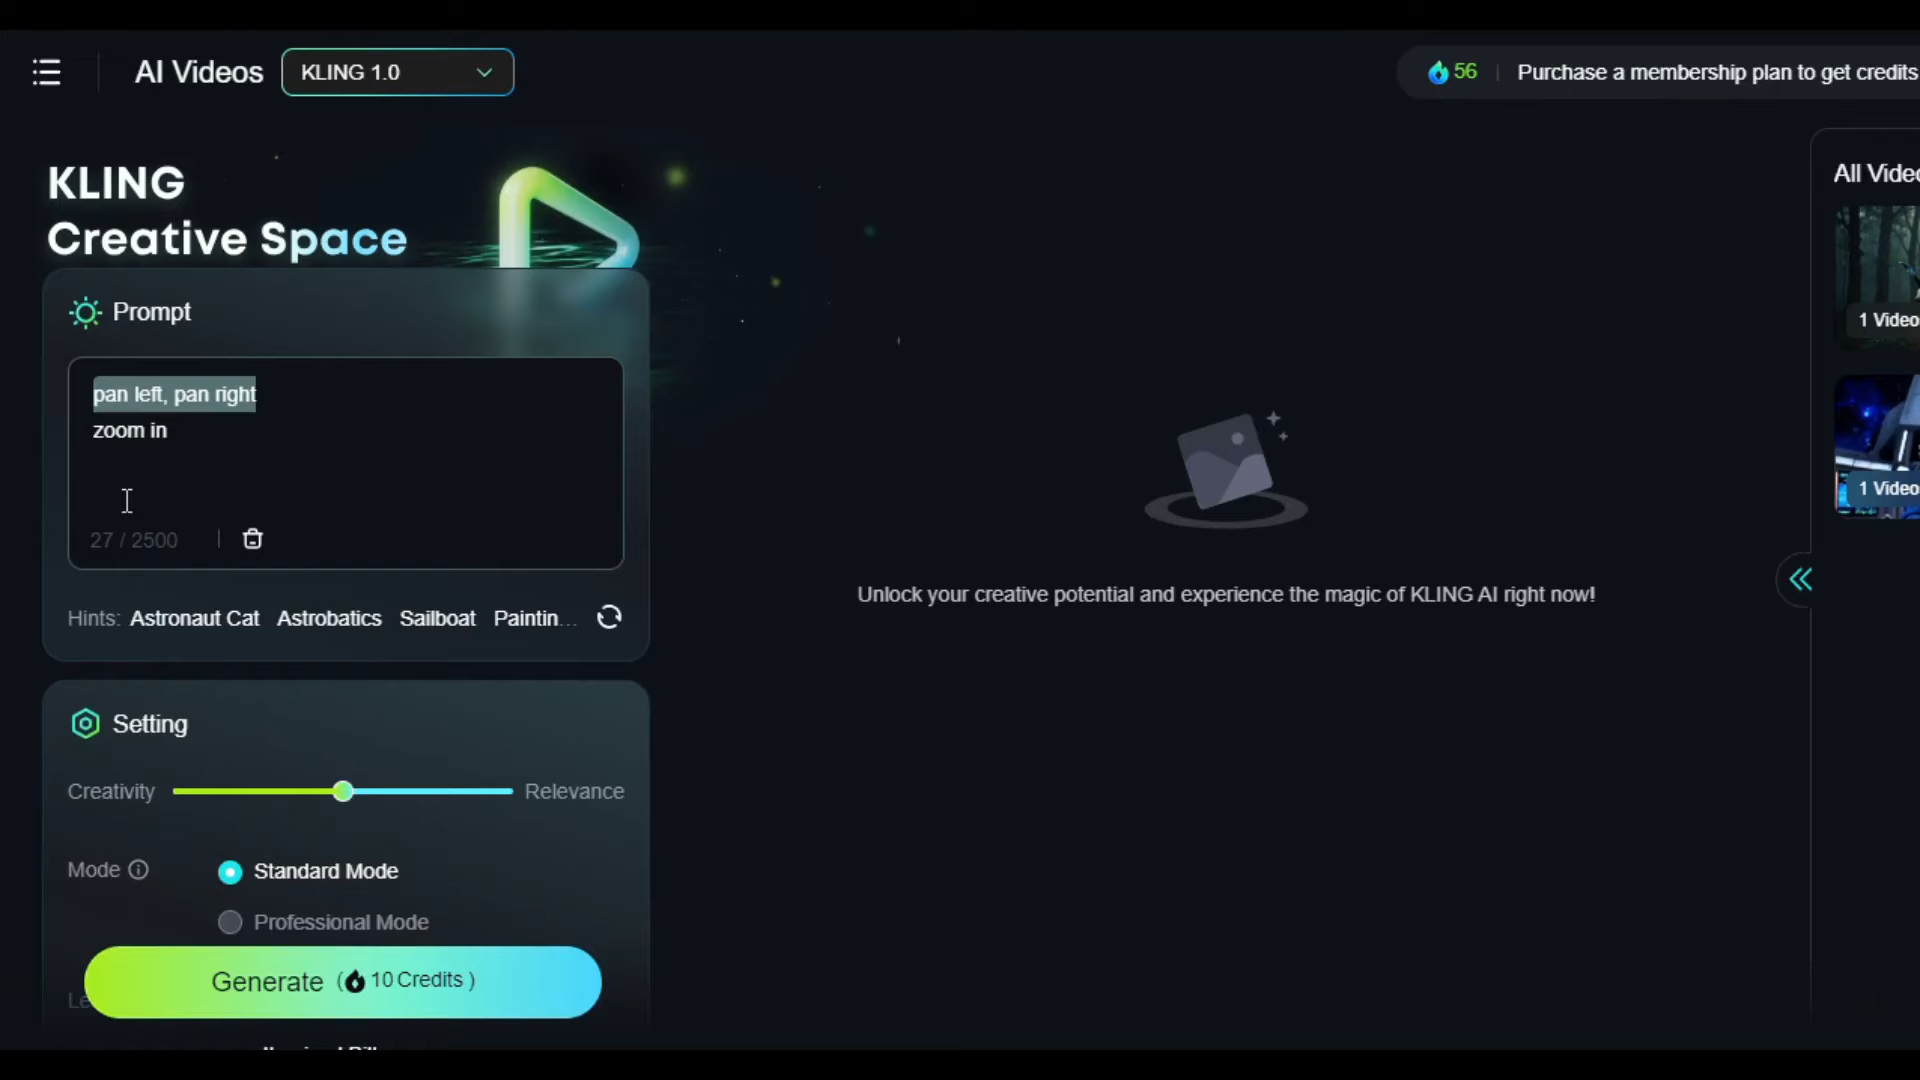 AI Videos
KLING 1.0
56
Purchase a membership plan to get credits
KLING
Creative Space
Prompt
pan left, pan right
zoom in
27 / 2500
Hints: Astronaut Cat Astrobatics Sailboat Paintin...
Setting
Creativity
Relevance
Mode
Standard Mode
Professional Mode
Generate ( 10 Credits )
Unlock your creative potential and experience the magic of KLING AI right now!
All Video
1 Video
1 Video